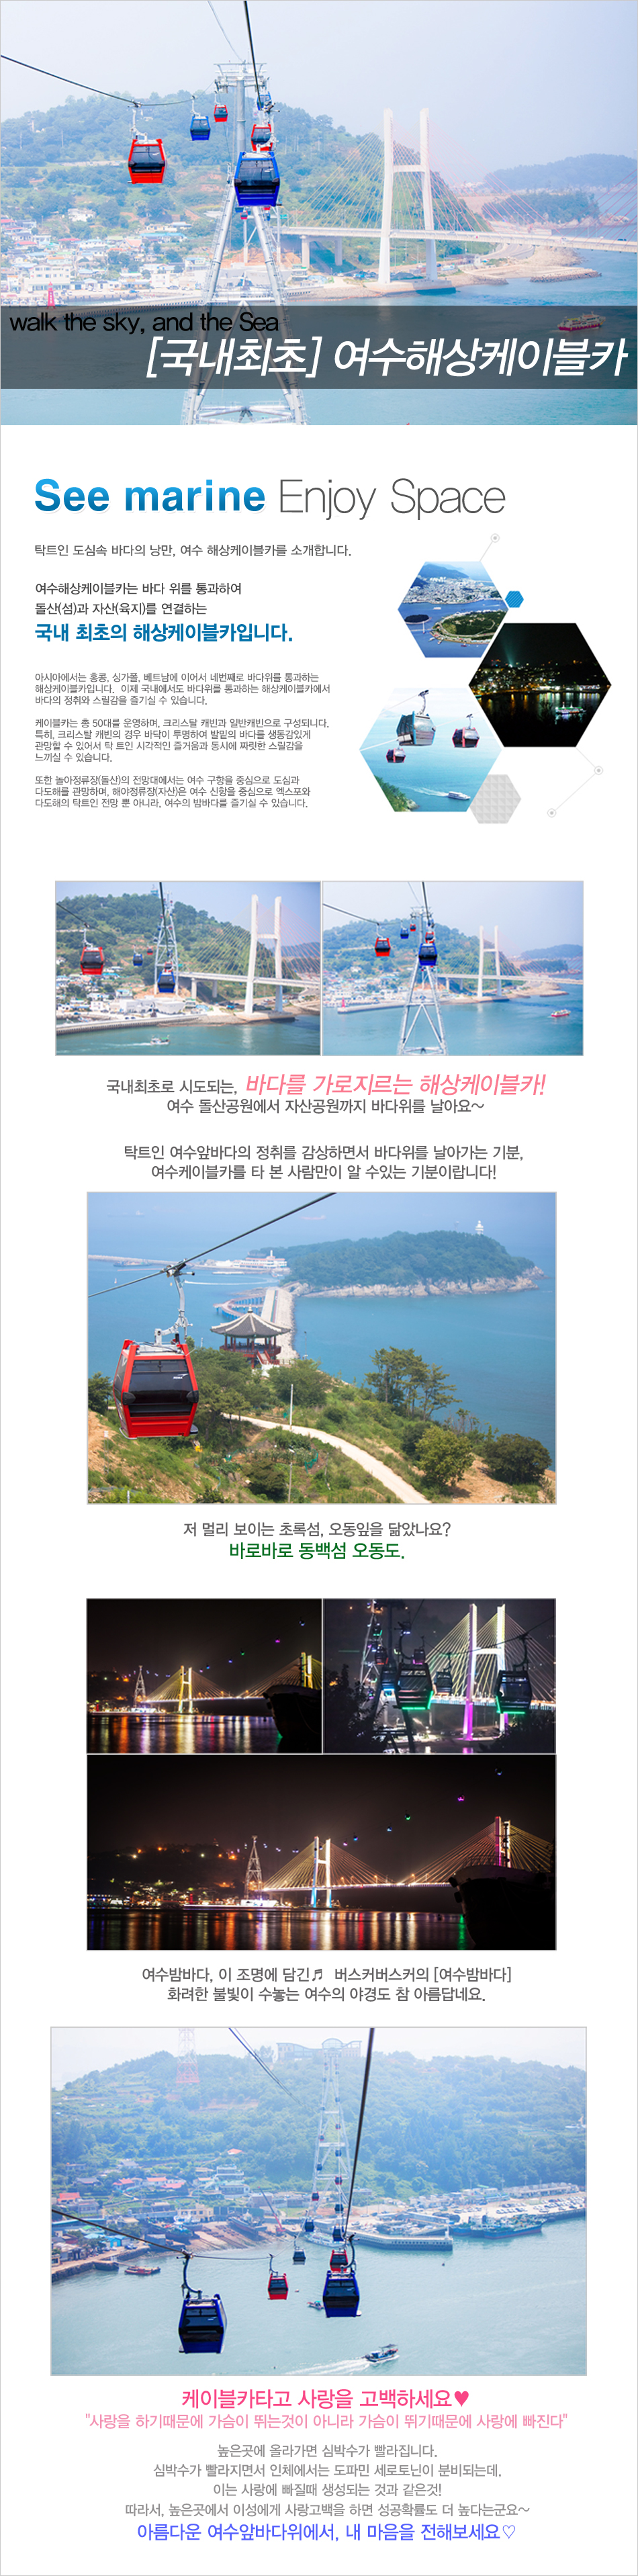 walk the sky, and the Sea
[국내최초] 여수해상케이블카
See marine Enjoy Space
탁트인 도심속 바다의 낭만, 여수 해상케이블카를 소개합니다.
여수해상케이블카는 바다 위를 통과하여
돌산(섬)과 자산(육지)를 연결하는
국내 최초의 해상케이블카입니다.
아시아에서는 홍콩, 싱가폴, 베트남에 이어서 네번째로 바다위를 통과하는
해상케이블카입니다. 이제 국내에서도 바다위를 통과하는 해상케이블카에서
바다의 정취와 스릴감을 즐기실 수 있습니다.
케이블카는 총 50대를 운영하며, 크리스탈 캐빈과 일반캐빈으로 구성되니다.
특히, 크리스탈 캐빈의 경우 바닥이 투명하여 발밑의 바다를 생동감있게
관망할 수 있어서 탁 트인 시각적인 즐거움과 동시에 짜릿한 스릴감을
느끼실 수 있습니다.
또한 놀아정류장(돌산)의 전망대에서는 여수 구항을 중심으로 도심과
다도해를 관망하며, 해야정류장(자산)은 여수 신항을 중심으로 엑스포와
다도해의 탁트인 전망 뿐 아니라, 여수의 밤바다를 즐기실 수 있습니다.
국내최초로 시도되는, 바다를 가로지르는 해상케이블카!
여수 돌산공원에서 자산공원까지 바다위를 날아요~
탁트인 여수앞바다의 정취를 감상하면서 바다위를 날아가는 기분,
여수케이블카를 타 본 사람만이 알 수있는 기분이랍니다!
저 멀리 보이는 초록섬, 오동잎을 닮았나요?
바로바로 동백섬 오동도.
여수밤바다, 이 조명에 담긴♬ 버스커버스커의 [여수밤바다]
화려한 불빛이 수놓는 여수의 야경도 참 아름답네요.
케이블카타고 사랑을 고백하세요♥
"사랑을 하기때문에 가슴이 뛰는것이 아니라 가슴이 뛰기때문에 사랑에 빠진다"
높은곳에 올라가면 심박수가 빨라집니다.
심박수가 빨라지면서 인체에서는 도파민 세로토닌이 분비되는데,
이는 사랑에 빠질때 생성되는 것과 같은것!
따라서, 높은곳에서 이성에게 사랑고백을 하면 성공확률도 더 높다는군요~
아름다운 여수앞바다위에서, 내 마음을 전해보세요♡